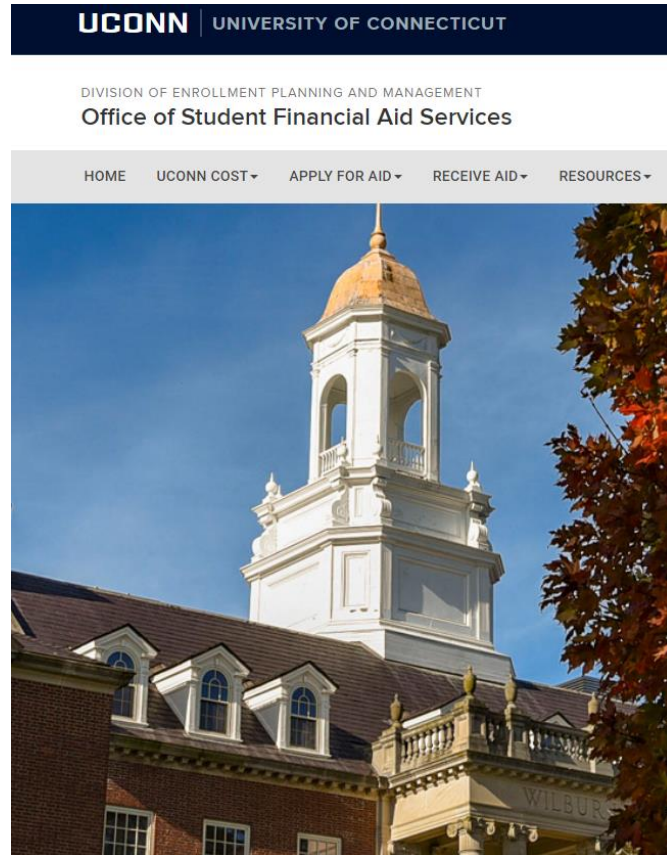 UCONN | UNIVERSITY OF CONNECTICUT
DIVISION OF ENROLLMENT PLANNING AND MANAGEMENT
Office of Student Financial Aid Services
HOME UCONN COST APPLY FOR AID RECEIVE AID RESOURCES
WILBUR